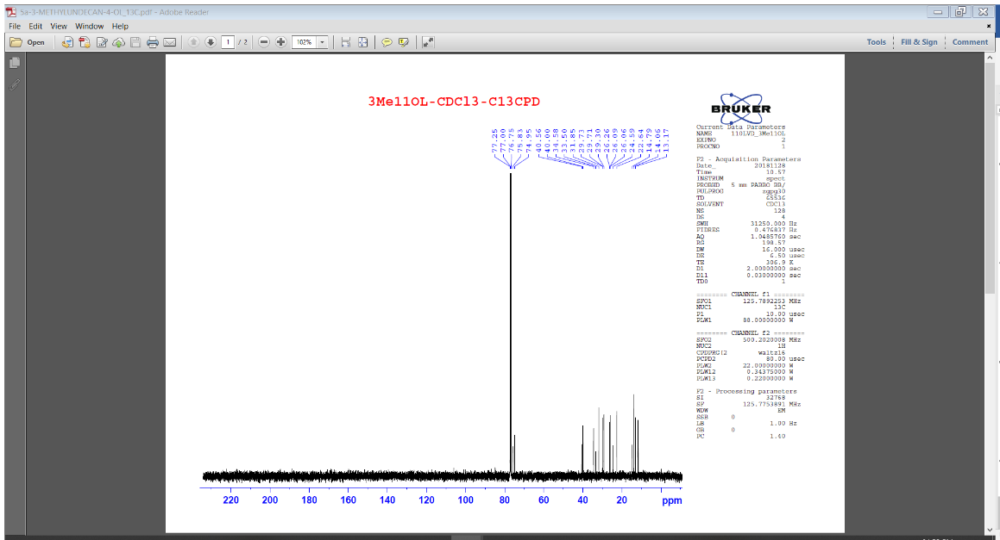 5a-3-METHYLUNDECAN-4-OL_13C.pdf - Adobe Reader
File Edit View Window Help
Open 1 / 2 102% Tools Fill & Sign Comment
3Me11OL-CDCl3-C13CPD
BRUKER
77.25
77.00
76.75
75.83
74.95
40.56
40.00
34.58
33.50
31.85
29.73
29.71
29.30
26.26
26.09
26.06
24.59
22.64
14.79
14.06
13.17
Current Data Parameters
NAME 110LVD_3Me11OL
EXPNO 2
PROCNO 1
F2 - Acquisition Parameters
Date_ 20181128
Time 10.57
INSTRUM spect
PROBHD 5 mm PABBO BB/
PULPROG zgpg30
TD 65536
SOLVENT CDCl3
NS 128
DS 4
SWH 31250.000 Hz
FIDRES 0.476837 Hz
AQ 1.0485760 sec
RG 198.57
DW 16.000 usec
DE 6.50 usec
TE 306.9 K
D1 2.00000000 sec
D11 0.03000000 sec
TD0 1
======== CHANNEL f1 ========
SFO1 125.7892253 MHz
NUC1 13C
P1 10.00 usec
PLW1 88.00000000 W
======== CHANNEL f2 ========
SFO2 500.2020008 MHz
NUC2 1H
CPDPRG[2 waltz16
PCPD2 80.00 usec
PLW2 22.00000000 W
PLW12 0.34375000 W
PLW13 0.22000000 W
F2 - Processing parameters
SI 32768
SF 125.7753891 MHz
WDW EM
SSB 0
LB 1.00 Hz
GB 0
PC 1.40
220 200 180 160 140 120 100 80 60 40 20 ppm